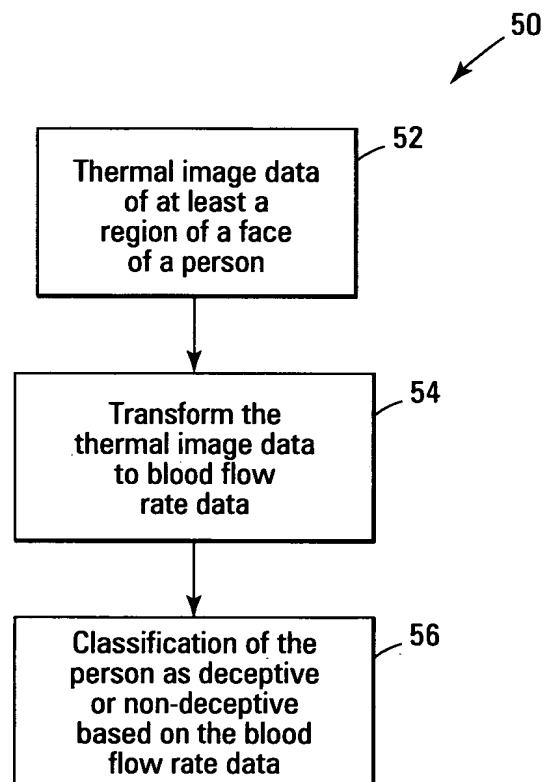 50
52
Thermal image data
of at least a
region of a face
of a person
54
Transform the
thermal image data
to blood flow
rate data
56
Classification of the
person as deceptive
or non-deceptive
based on the blood
flow rate data